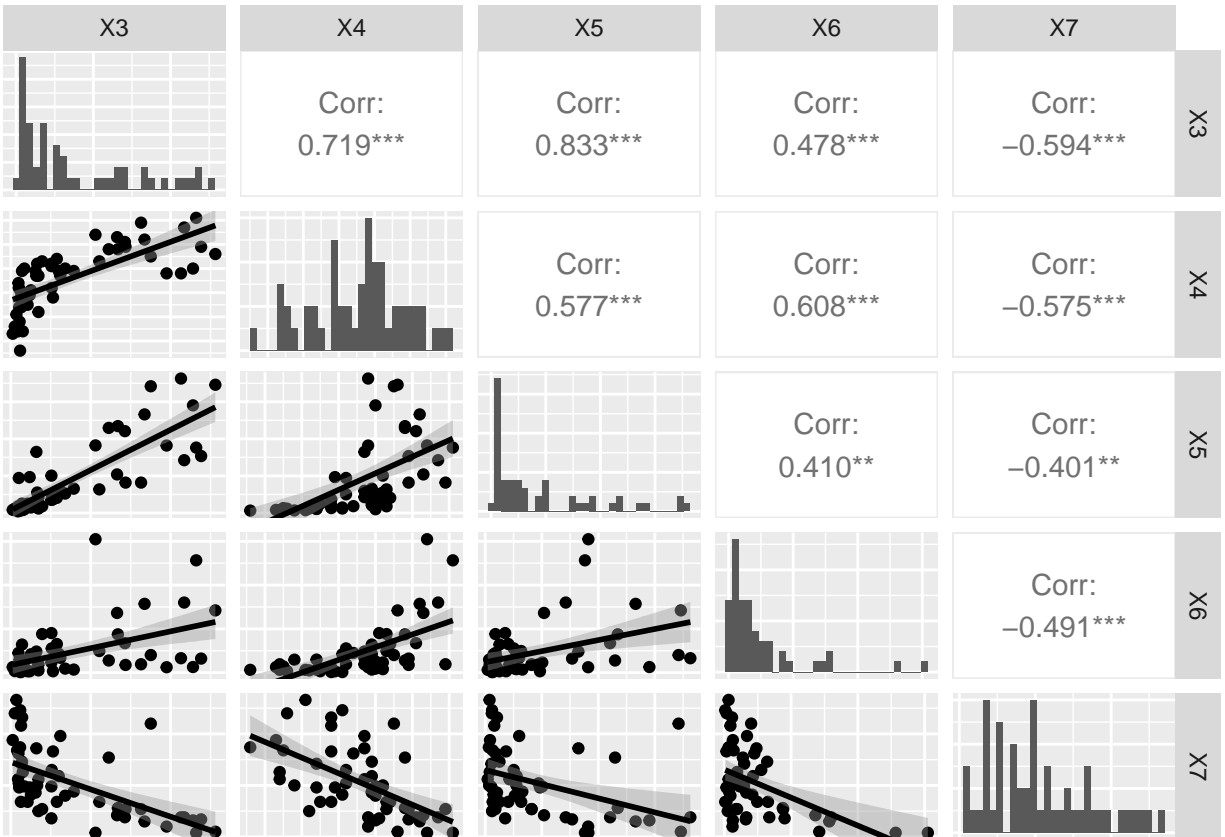 X3
X4
X5
X6
X7
Corr:
0.719***
Corr:
0.833***
Corr:
0.478***
Corr:
−0.594***
X3
Corr:
0.577***
Corr:
0.608***
Corr:
−0.575***
X4
Corr:
0.410**
Corr:
−0.401**
X5
Corr:
−0.491***
X6
X7